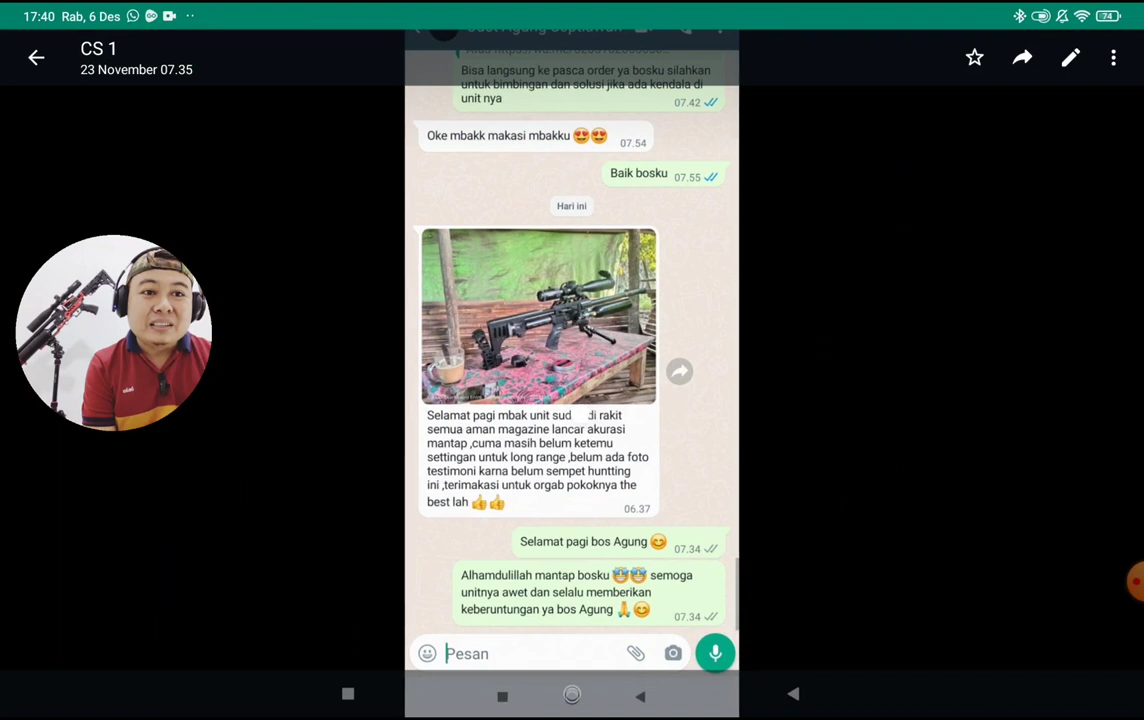 17:40 Rab, 6 Des
74
CS 1
23 November 07.35
Bisa langsung ke pasca order ya bosku silahkan
untuk bimbingan dan solusi jika ada kendala di
unit nya
07.42
Oke mbakk makasi mbakku 😍😍
07.54
Baik bosku
07.55
Hari ini
Selamat pagi mbak unit sud di rakit
semua aman magazine lancar akurasi
mantap ,cuma masih belum ketemu
settingan untuk long range ,belum ada foto
testimoni karna belum sempet huntting
ini ,terimakasi untuk orgab pokoknya the
best lah 👍👍
06.37
Selamat pagi bos Agung 😊
07.34
Alhamdulillah mantap bosku 🤠🤠 semoga
unitnya awet dan selalu memberikan
keberuntungan ya bos Agung 🙏😊
07.34
Pesan